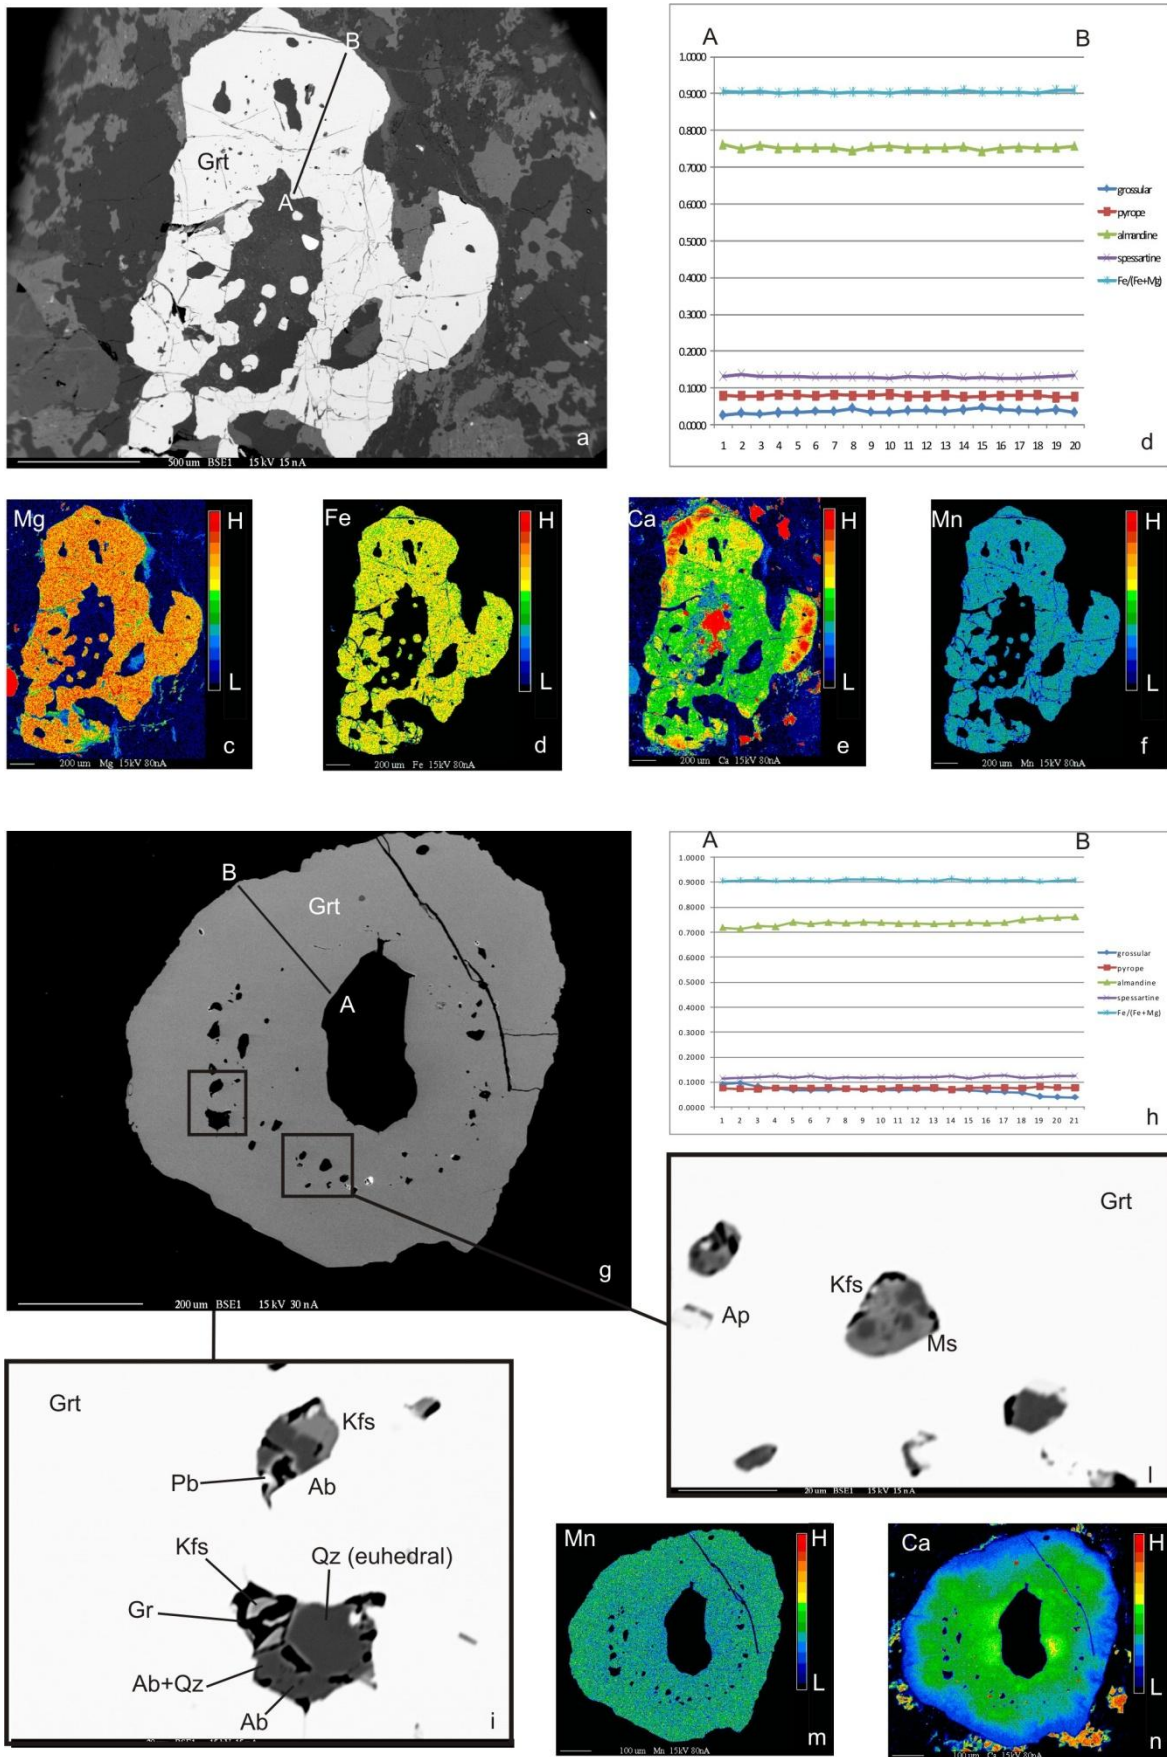 B
Grt
A
a
500 um BSE1 15 kV 15 nA
A B
1.0000
0.9000
0.8000
0.7000
0.6000
0.5000
0.4000
0.3000
0.2000
0.1000
0.0000
1 2 3 4 5 6 7 8 9 10 11 12 13 14 15 16 17 18 19 20
grossular
pyrope
almandine
spessartine
Fe/(Fe+Mg)
d
Mg
H
L
c
200 um Mg 15kV 80nA
Fe
H
L
d
200 um Fe 15kV 80nA
Ca
H
L
e
200 um Ca 15kV 80nA
Mn
H
L
f
200 um Mn 15kV 80nA
B
Grt
A
g
200 um BSE1 15 kV 30 nA
A B
1.0000
0.9000
0.8000
0.7000
0.6000
0.5000
0.4000
0.3000
0.2000
0.1000
0.0000
1 2 3 4 5 6 7 8 9 10 11 12 13 14 15 16 17 18 19 20 21
grossular
pyrope
almandine
spessartine
Fe/(Fe+Mg)
h
Grt
Kfs
Ap
Ms
l
20 um BSE1 15 kV 15 nA
Grt
Kfs
Pb
Ab
Kfs
Qz (euhedral)
Gr
Ab+Qz
Ab
i
Mn
H
L
m
100 um Mn 15kV 80nA
Ca
H
L
n
100 um Ca 15kV 80nA